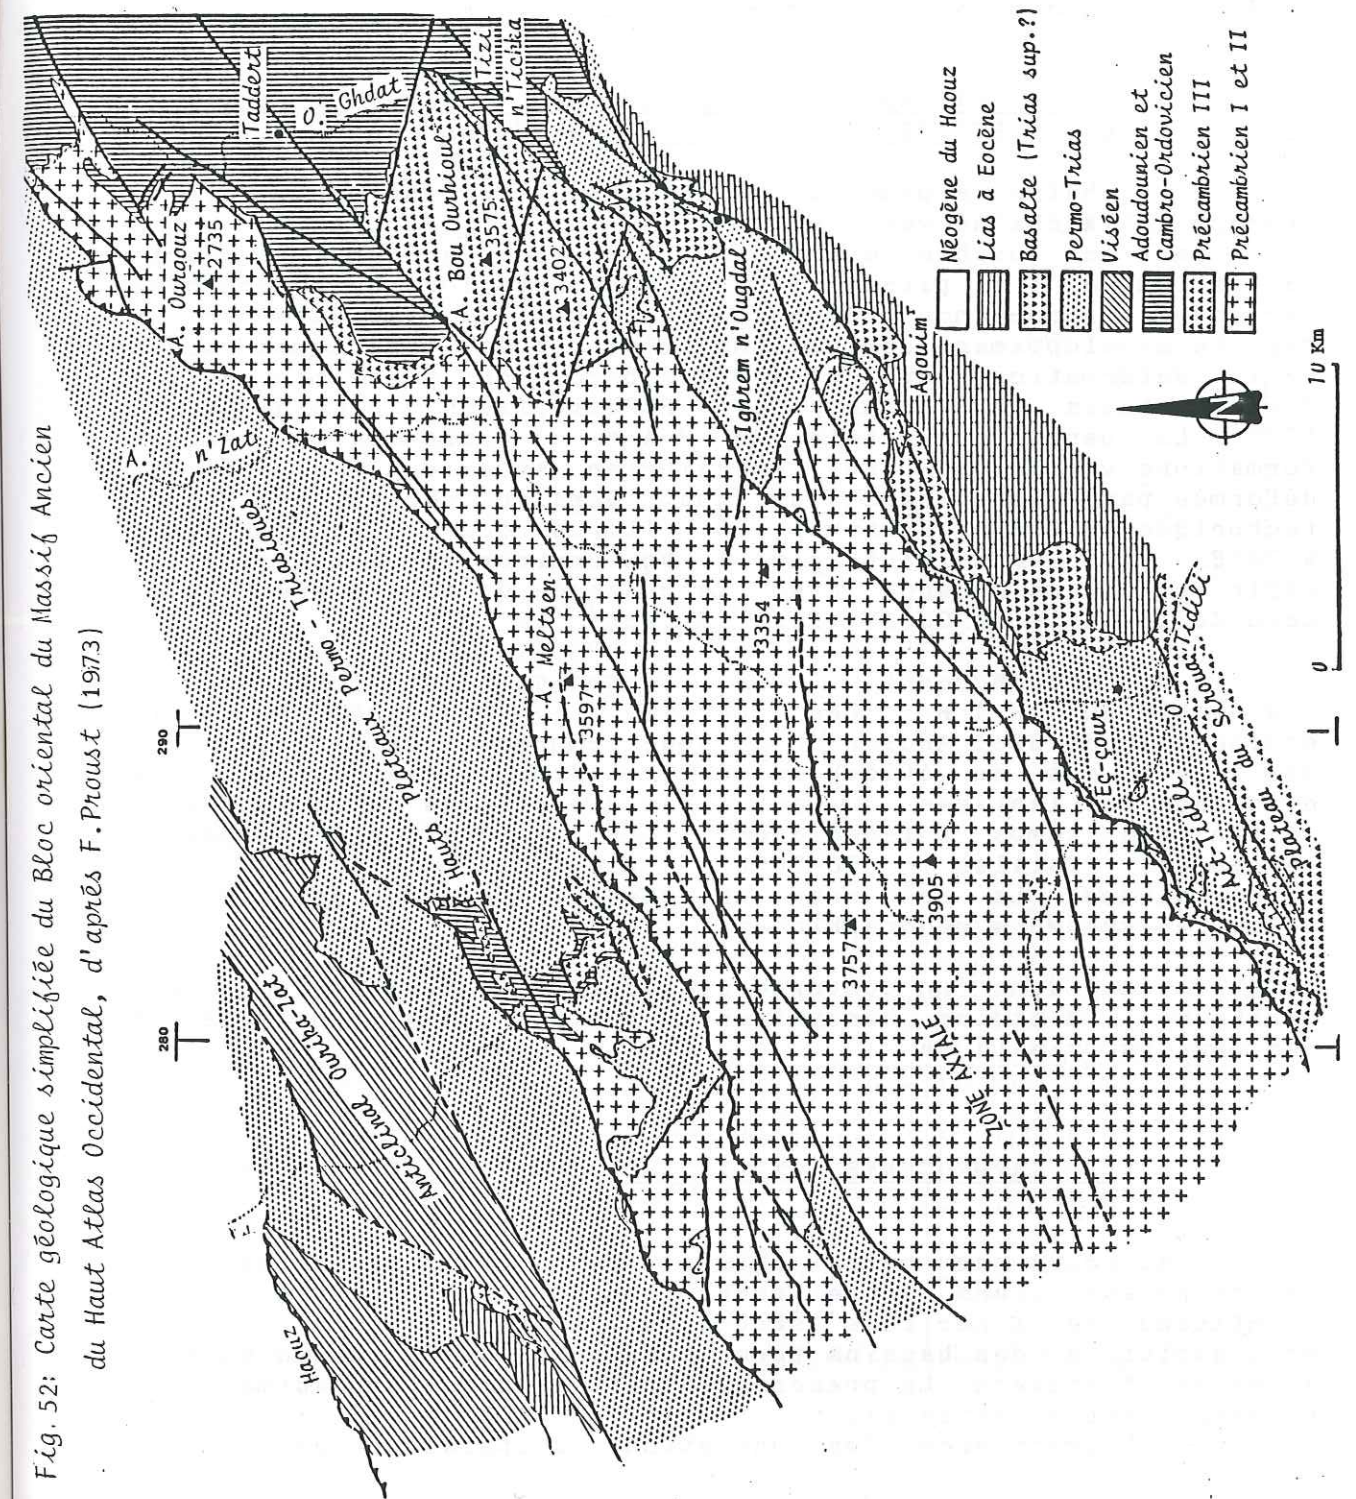 Fig. 52: Carte géologique simplifiée du Bloc oriental du Massif Ancien
du Haut Atlas Occidental, d'aprés F.Proust (1973)
280
290
Haouz
Anticlinal Ourika-Zat
Hauts Plateaux Permo - Triasiques
A.
n'Zat
A. Ourgouz
2735
Taddert
O. Ghdat
Tizi
n'Tichka
A. Bou Ourhioul
3575
3402
A. Meltsen
3597
Ighrem n'Ougdal
3354
3757
3905
ZONE AXIALE
Agouim
Eç-çour
O
Tidili
Aït-Tidili
Plateau du Siroua
Néogène du Haouz
Lias à Eocène
Basalte (Trias sup.?)
Permo-Trias
Viséen
Adoudounien et
Cambro-Ordovicien
Précambrien III
Précambrien I et II
N
0 10 Km